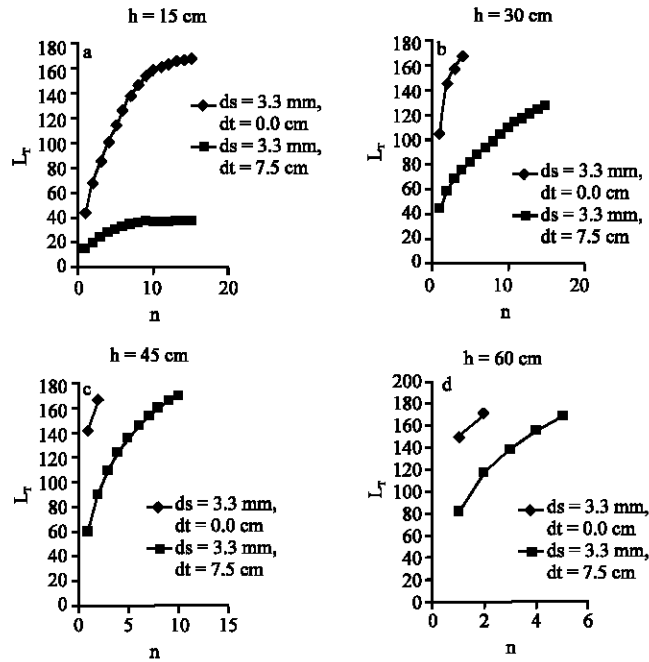 h = 15 cm
a
180
160
140
120
100
80
60
40
20
0
L_T
0
10
20
n
ds = 3.3 mm,
dt = 0.0 cm
ds = 3.3 mm,
dt = 7.5 cm
h = 30 cm
b
180
160
140
120
100
80
60
40
20
0
L_T
0
10
20
n
ds = 3.3 mm,
dt = 0.0 cm
ds = 3.3 mm,
dt = 7.5 cm
h = 45 cm
c
180
160
140
120
100
80
60
40
20
0
L_T
0
5
10
15
n
ds = 3.3 mm,
dt = 0.0 cm
ds = 3.3 mm,
dt = 7.5 cm
h = 60 cm
d
200
180
160
140
120
100
80
60
40
20
0
L_T
0
2
4
6
n
ds = 3.3 mm,
dt = 0.0 cm
ds = 3.3 mm,
dt = 7.5 cm